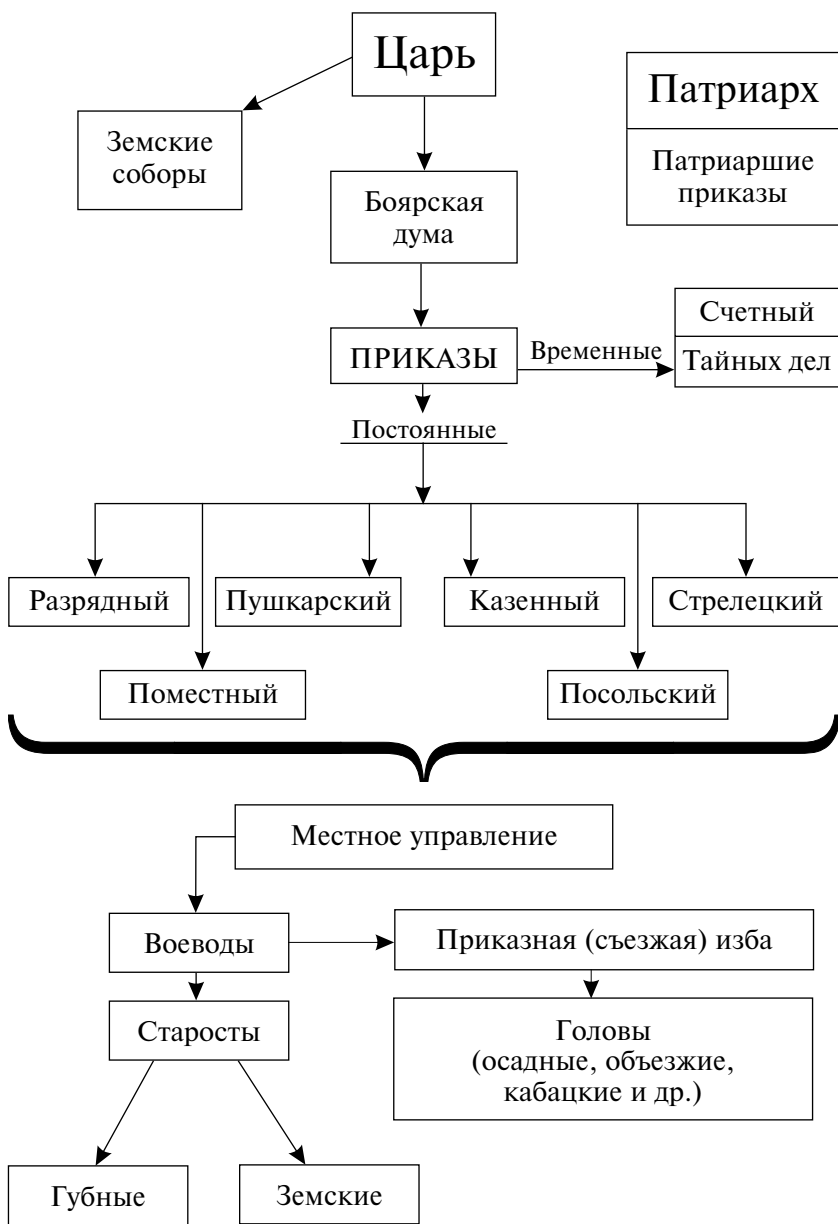 Царь
Патриарх
Земские
соборы
Патриаршие
приказы
Боярская
дума
Счетный
ПРИКАЗЫ
Временные
Тайных дел
Постоянные
Разрядный
Пушкарский
Казенный
Стрелецкий
Поместный
Посольский
Местное управление
Воеводы
Приказная (съезжая) изба
Старосты
Головы
(осадные, объезжие,
кабацкие и др.)
Губные
Земские